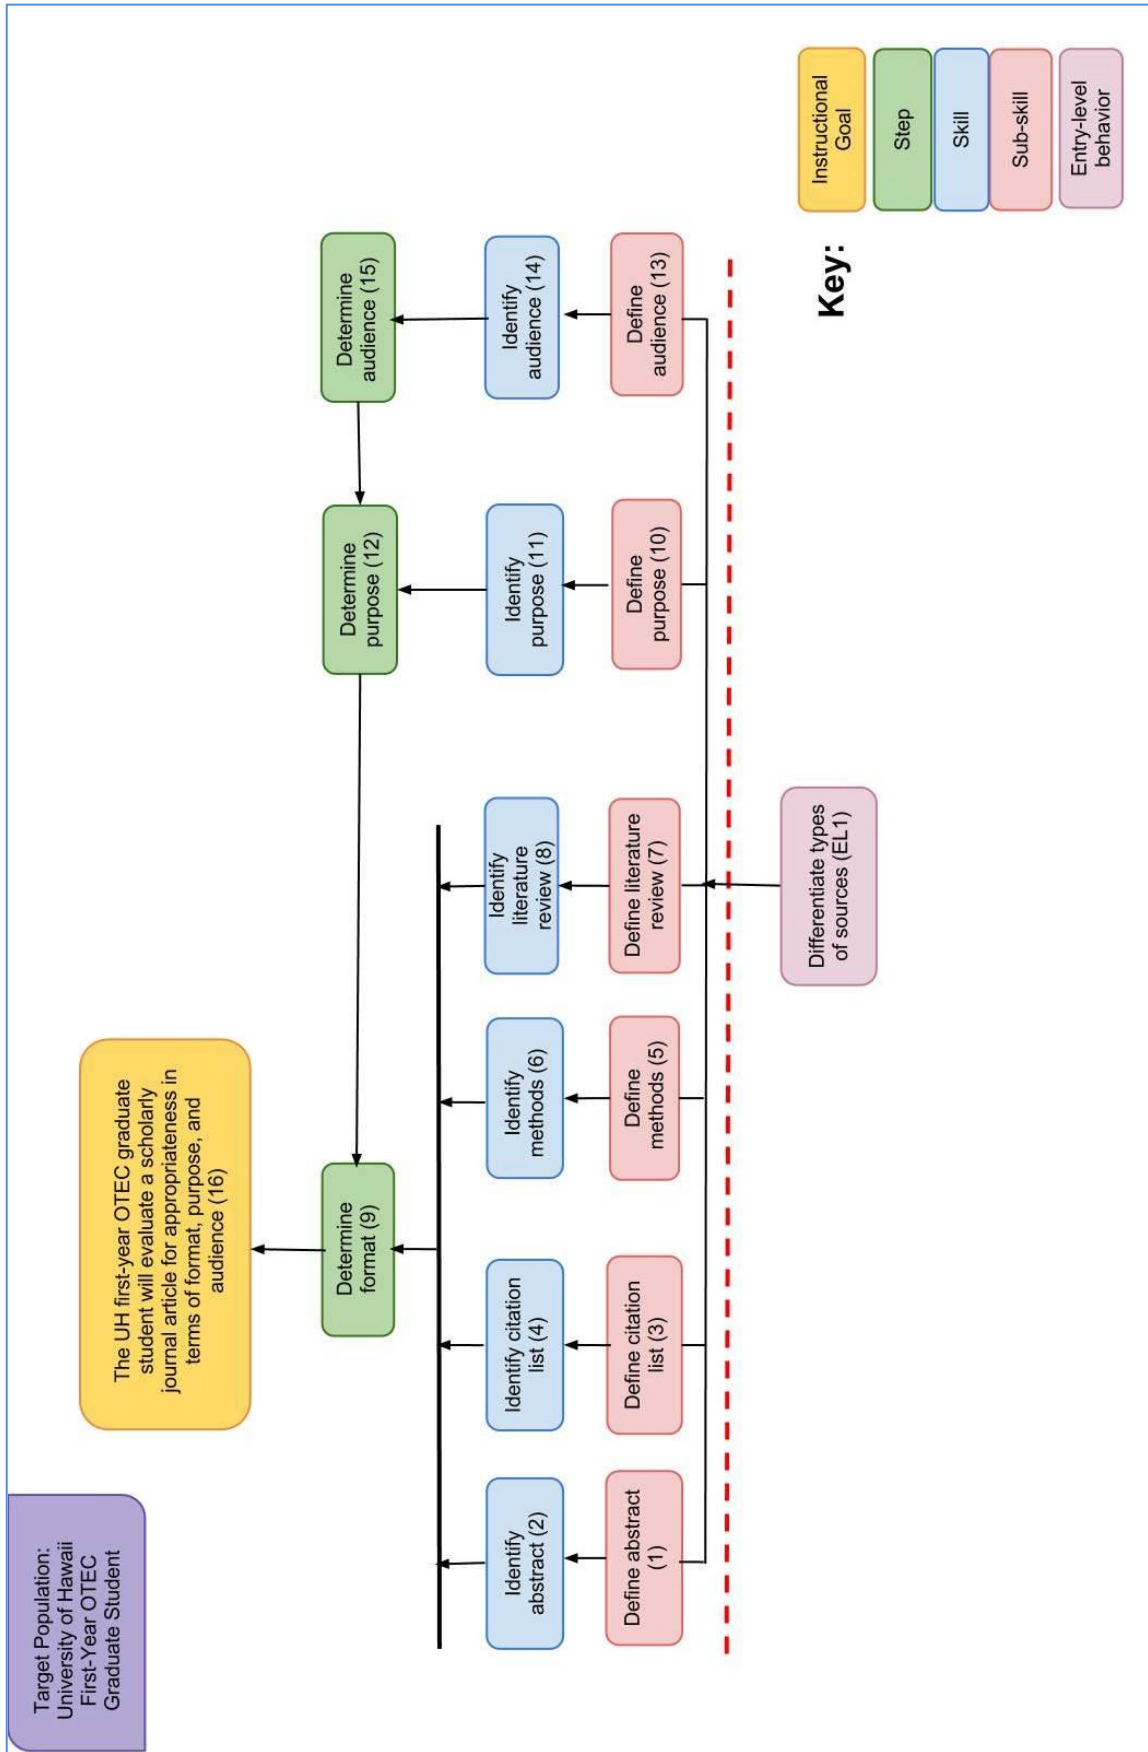 Target Population:
University of Hawaii
First-Year OTEC
Graduate Student
The UH first-year OTEC graduate
student will evaluate a scholarly
journal article for appropriateness in
terms of format, purpose, and
audience (16)
Determine
format (9)
Determine
purpose (12)
Determine
audience (15)
Identify
abstract (2)
Identify citation
list (4)
Identify
methods (6)
Identify
literature
review (8)
Identify
purpose (11)
Identify
audience (14)
Define abstract
(1)
Define citation
list (3)
Define
methods (5)
Define literature
review (7)
Define
purpose (10)
Define
audience (13)
Differentiate types
of sources (EL1)
Key:
Instructional
Goal
Step
Skill
Sub-skill
Entry-level
behavior